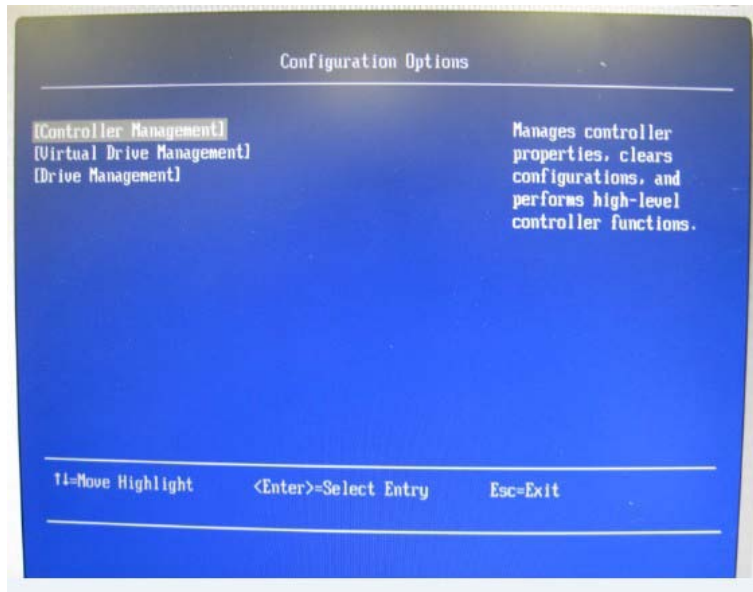 Configuration Options
[Controller Management]
[Virtual Drive Management]
[Drive Management]
Manages controller
properties, clears
configurations, and
performs high-level
controller functions.
↑↓=Move Highlight <Enter>=Select Entry Esc=Exit